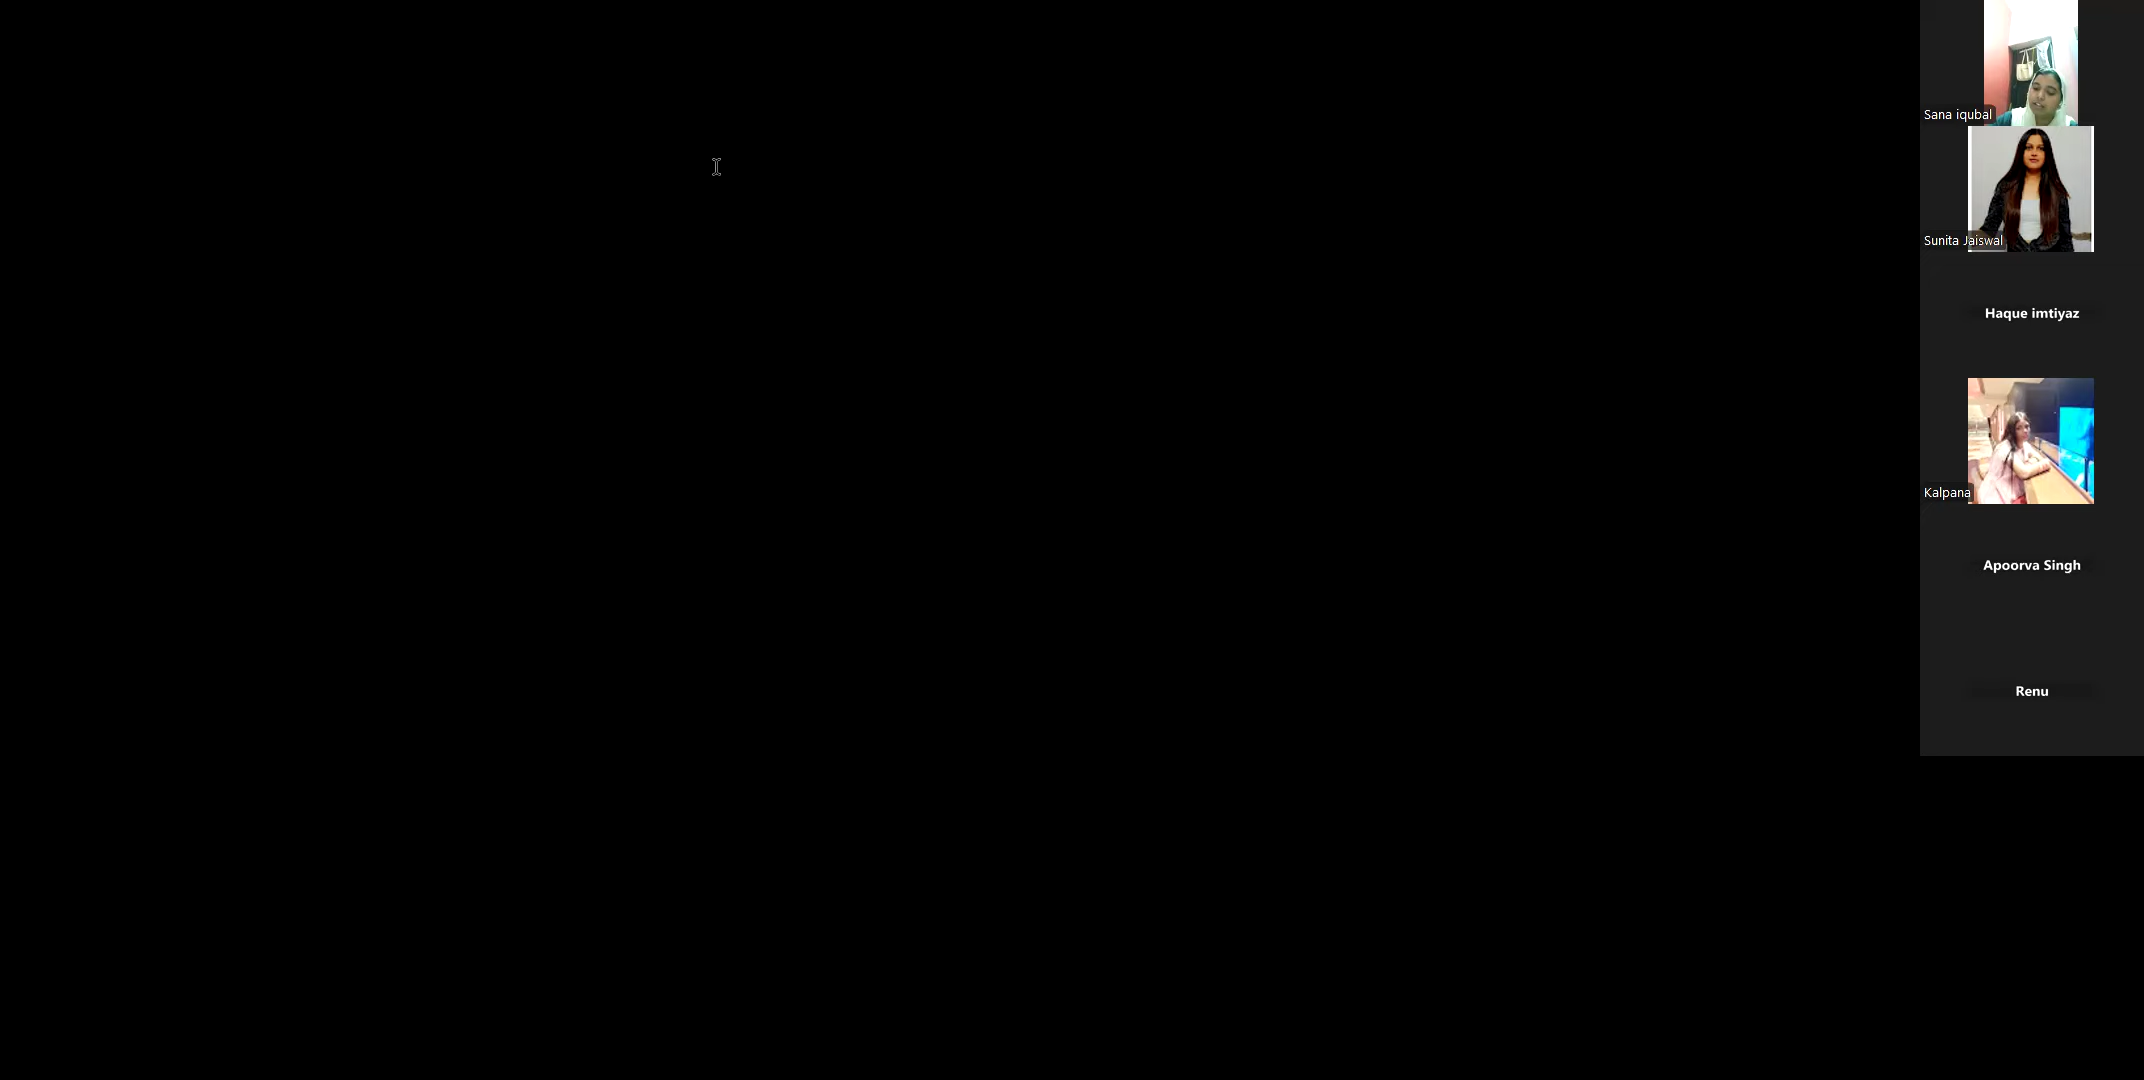 Sana iqubal
Sunita Jaiswal
Haque imtiyaz
Kalpana
Apoorva Singh
Renu